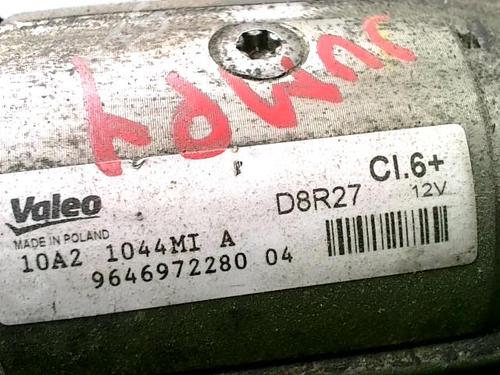 Valeo
MADE IN POLAND
D8R27
Cl.6+
12V
10A2 1044MI A
9646972280 04